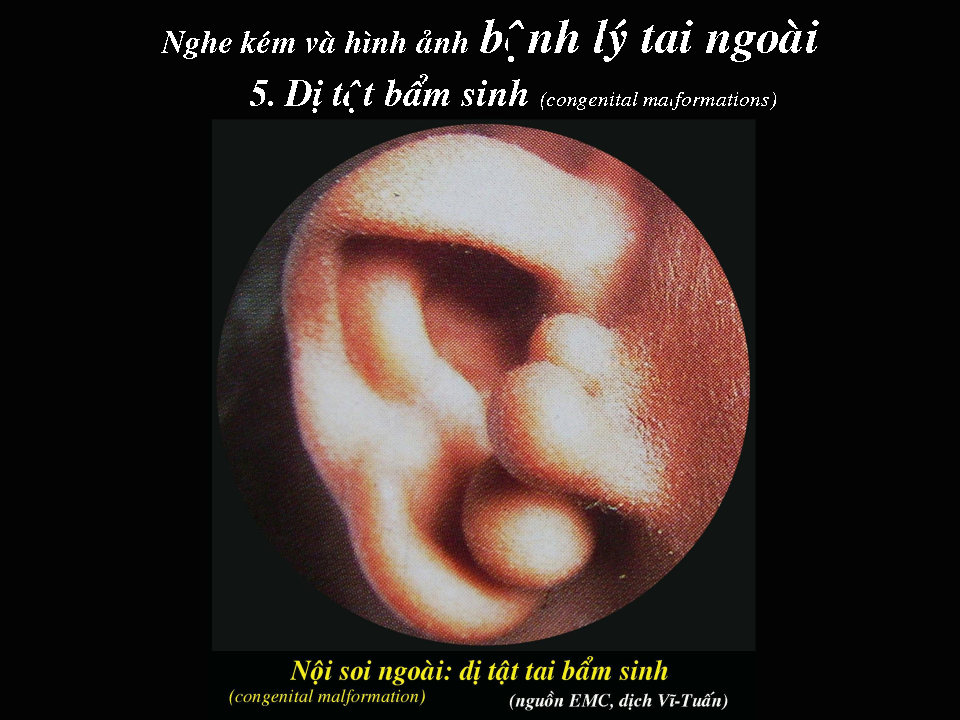 Nghe kém và hình ảnh bệnh lý tai ngoài
5. Dị tật bẩm sinh (congenital malformations)
Nội soi ngoài: dị tật tai bẩm sinh
(congenital malformation) (nguồn EMC, dịch Vĩ-Tuấn)